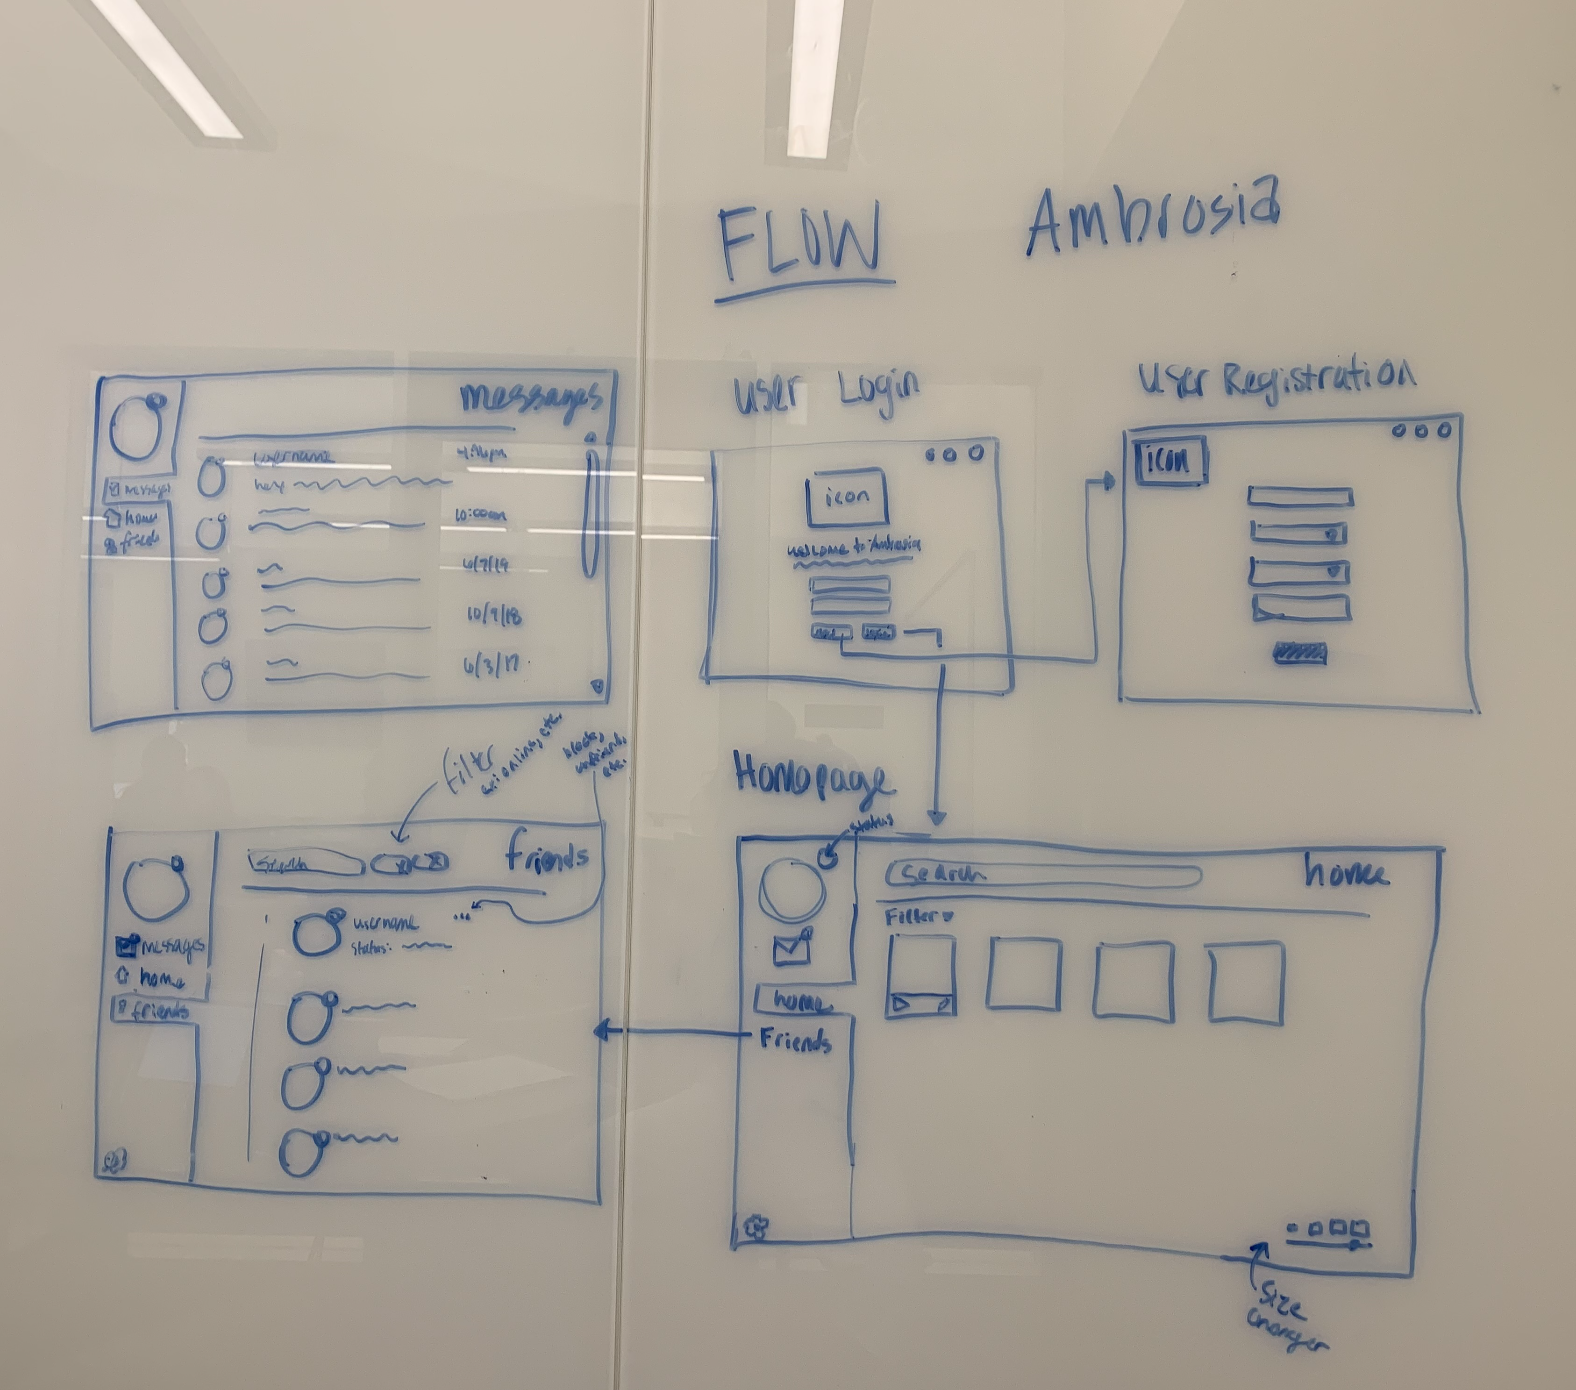 FLOW
Ambrosia
messages
username
4:26pm
hey
10:00am
6/7/19
10/9/18
6/3/17
messages
home
friends
User Login
icon
welcome to Ambrosia
login
User Registration
icon
filter
ex: online, etc.
block,
unfriend,
etc.
friends
Search
username
status:
messages
home
friends
Homepage
status
Search
home
Filter
home
Friends
size
changer